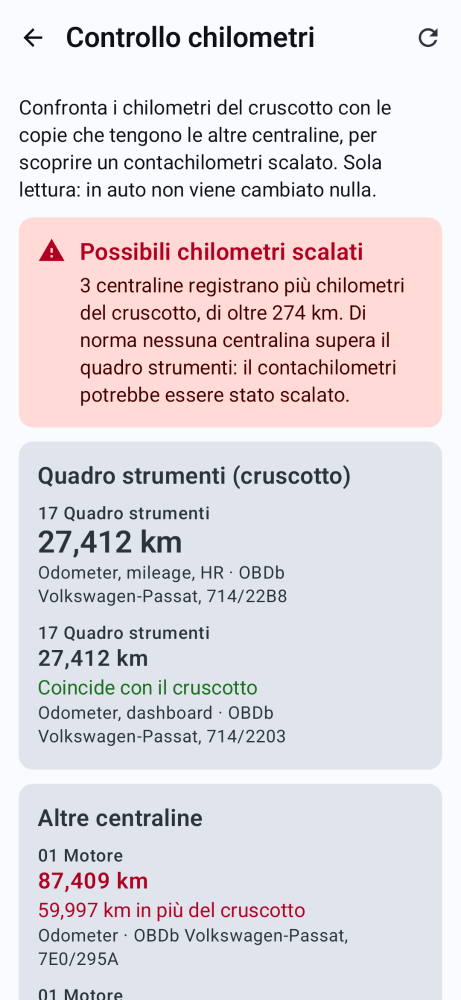 Controllo chilometri
Confronta i chilometri del cruscotto con le
copie che tengono le altre centraline, per
scoprire un contachilometri scalato. Sola
lettura: in auto non viene cambiato nulla.
Possibili chilometri scalati
3 centraline registrano più chilometri
del cruscotto, di oltre 274 km. Di
norma nessuna centralina supera il
quadro strumenti: il contachilometri
potrebbe essere stato scalato.
Quadro strumenti (cruscotto)
17 Quadro strumenti
27,412 km
Odometer, mileage, HR · OBDb
Volkswagen-Passat, 714/22B8
17 Quadro strumenti
27,412 km
Coincide con il cruscotto
Odometer, dashboard · OBDb
Volkswagen-Passat, 714/2203
Altre centraline
01 Motore
87,409 km
59,997 km in più del cruscotto
Odometer · OBDb Volkswagen-Passat,
7E0/295A
01 Motore